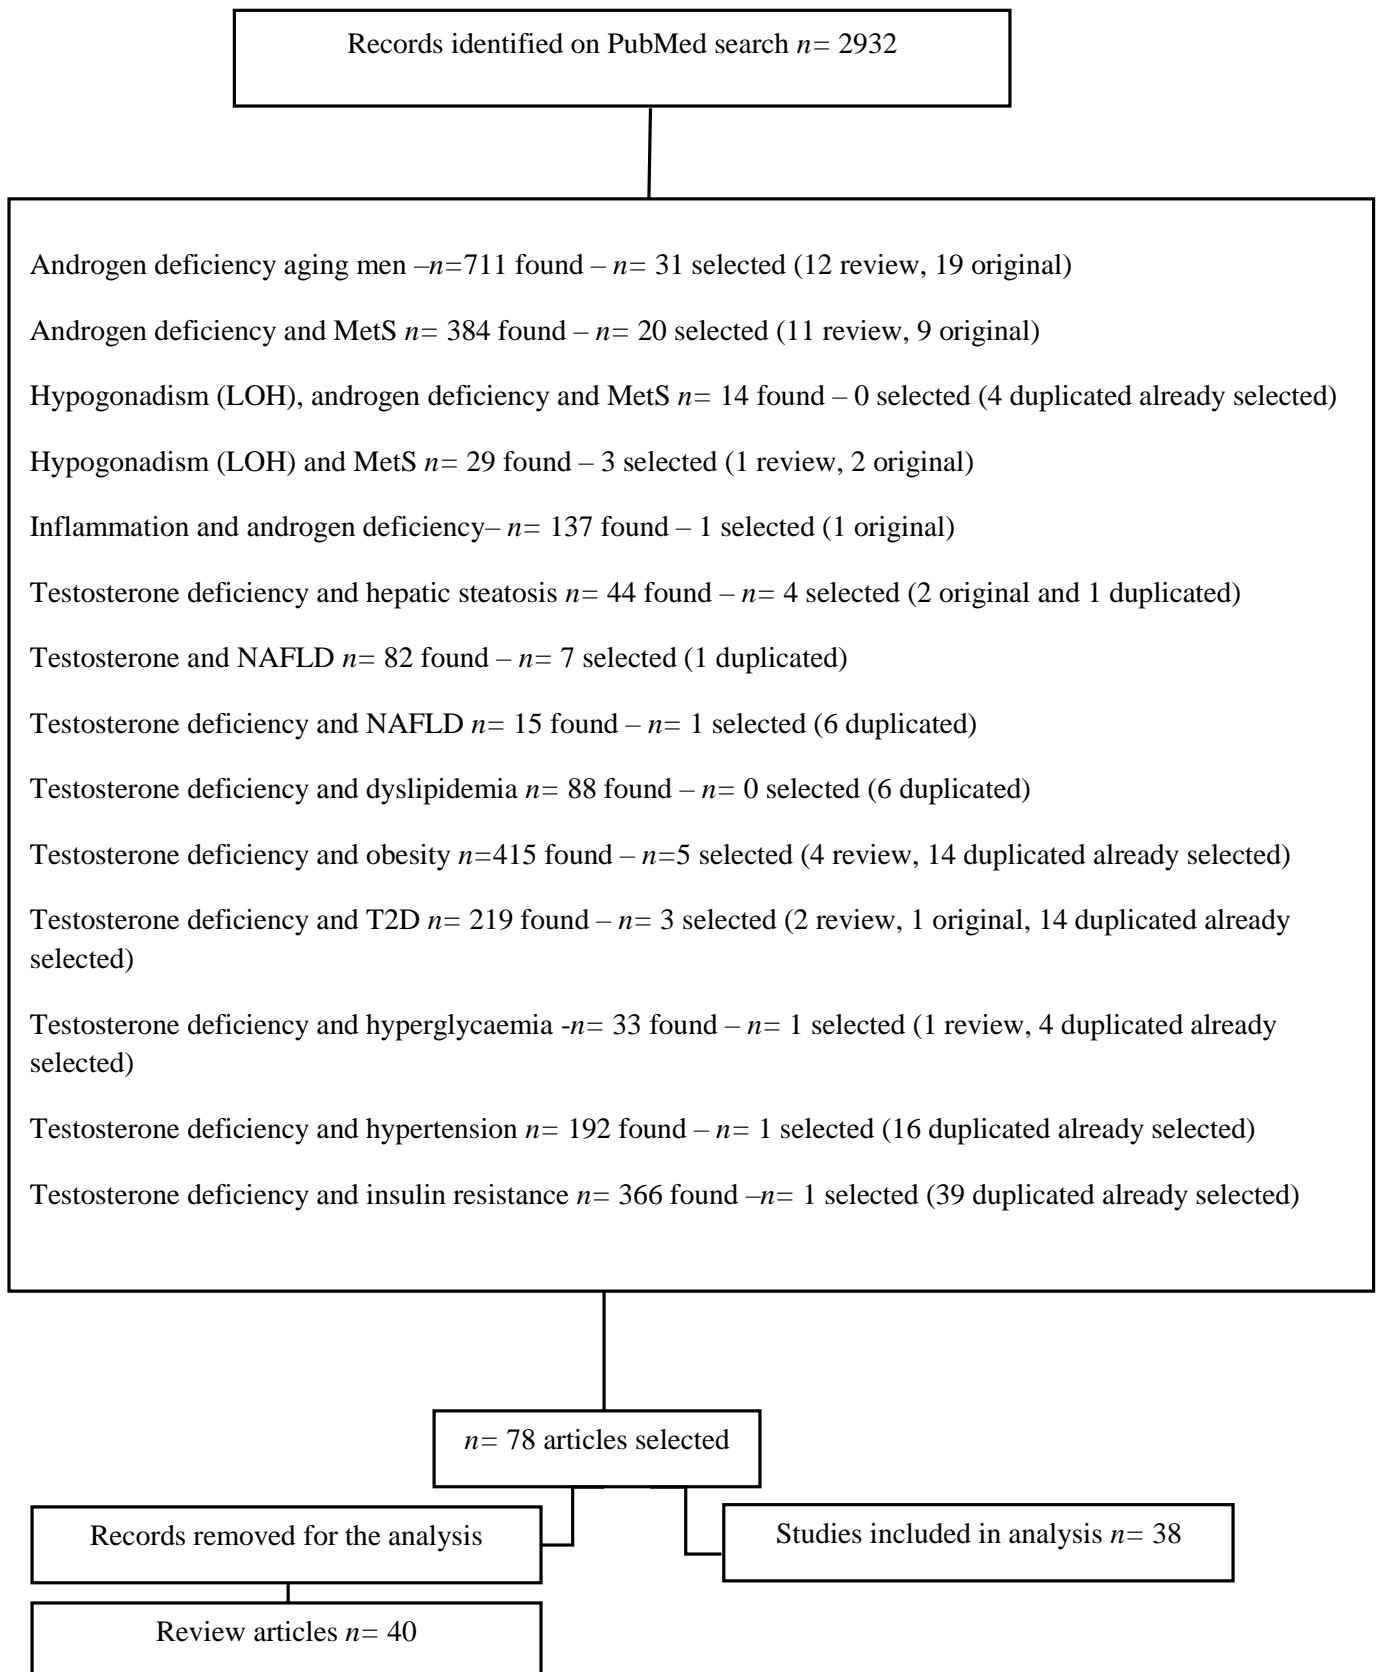 Records identified on PubMed search n= 2932
Androgen deficiency aging men –n=711 found – n= 31 selected (12 review, 19 original)
Androgen deficiency and MetS n= 384 found – n= 20 selected (11 review, 9 original)
Hypogonadism (LOH), androgen deficiency and MetS n= 14 found – 0 selected (4 duplicated already selected)
Hypogonadism (LOH) and MetS n= 29 found – 3 selected (1 review, 2 original)
Inflammation and androgen deficiency– n= 137 found – 1 selected (1 original)
Testosterone deficiency and hepatic steatosis n= 44 found – n= 4 selected (2 original and 1 duplicated)
Testosterone and NAFLD n= 82 found – n= 7 selected (1 duplicated)
Testosterone deficiency and NAFLD n= 15 found – n= 1 selected (6 duplicated)
Testosterone deficiency and dyslipidemia n= 88 found – n= 0 selected (6 duplicated)
Testosterone deficiency and obesity n=415 found – n=5 selected (4 review, 14 duplicated already selected)
Testosterone deficiency and T2D n= 219 found – n= 3 selected (2 review, 1 original, 14 duplicated already
selected)
Testosterone deficiency and hyperglycaemia -n= 33 found – n= 1 selected (1 review, 4 duplicated already
selected)
Testosterone deficiency and hypertension n= 192 found – n= 1 selected (16 duplicated already selected)
Testosterone deficiency and insulin resistance n= 366 found –n= 1 selected (39 duplicated already selected)
n= 78 articles selected
Records removed for the analysis
Studies included in analysis n= 38
Review articles n= 40